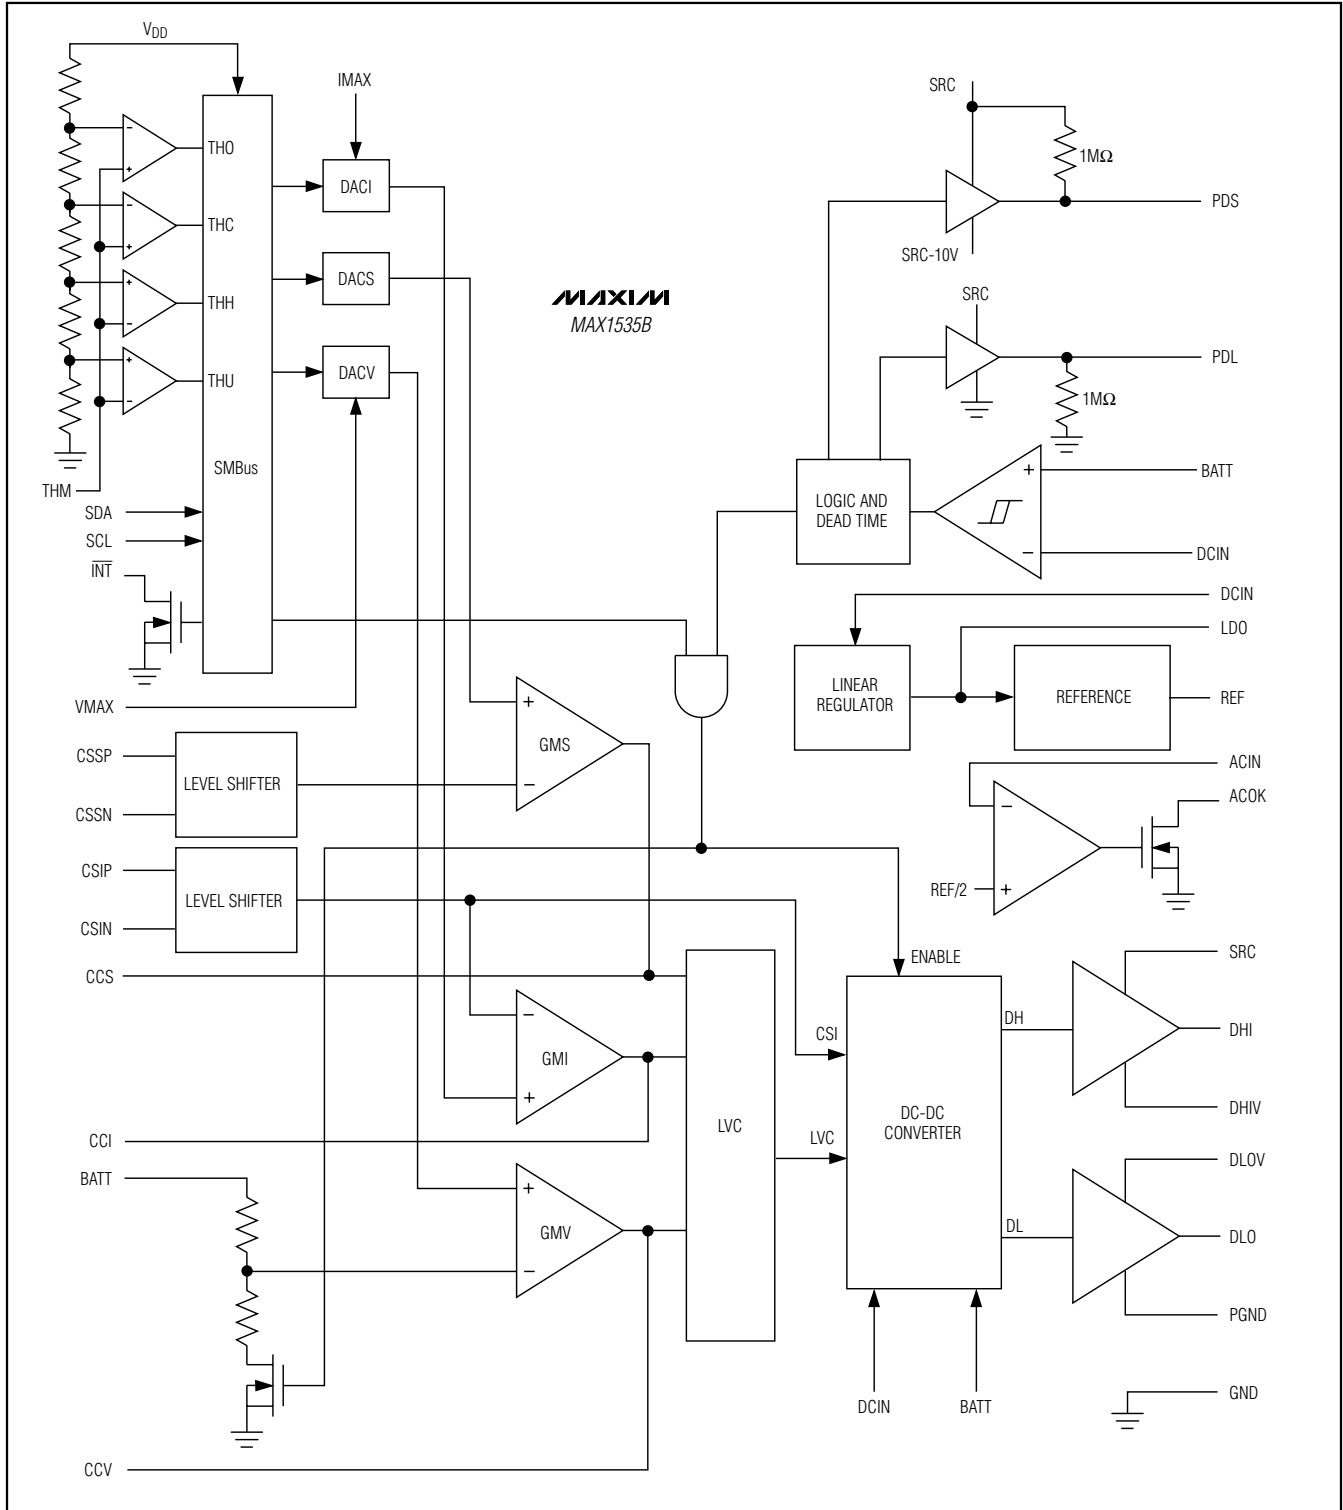 VDD
IMAX
SRC
-
+
THO
DACI
1MΩ
-
+
THC
PDS
SRC-10V
+
-
THH
DACS
MAXIM
MAX1535B
SRC
+
-
THU
DACV
PDL
1MΩ
SMBus
THM
SDA
SCL
INT
LOGIC AND
DEAD TIME
+
-
BATT
DCIN
DCIN
LDO
LINEAR
REGULATOR
REFERENCE
REF
VMAX
CSSP
CSSN
LEVEL SHIFTER
+
GMS
-
ACIN
ACOK
-
REF/2
+
CSIP
CSIN
LEVEL SHIFTER
CCS
ENABLE
SRC
-
GMI
+
CSI
DH
DHI
DHIV
LVC
LVC
DC-DC
CONVERTER
CCI
BATT
+
GMV
-
DLOV
DL
DLO
PGND
DCIN
BATT
GND
CCV